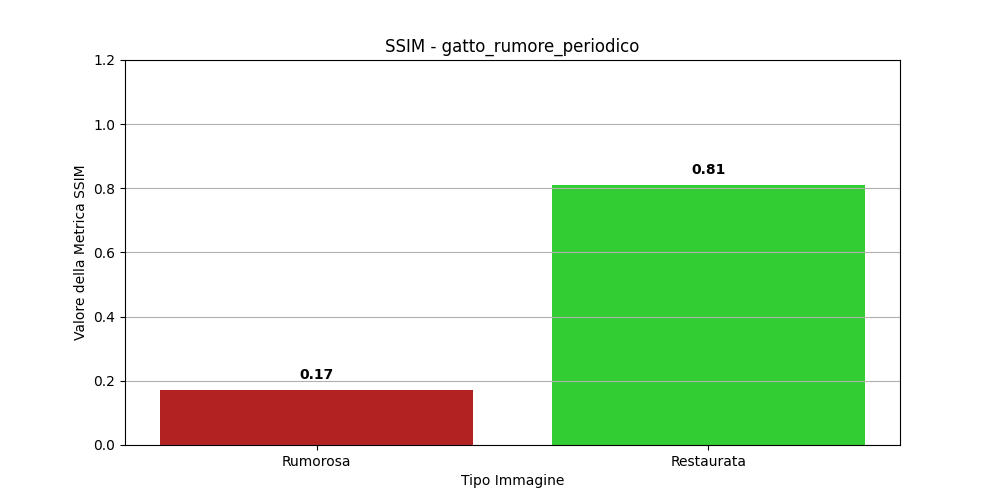 SSIM - gatto_rumore_periodico
Valore della Metrica SSIM
1.2
1.0
0.8
0.6
0.4
0.2
0.0
0.17
0.81
Rumorosa
Restaurata
Tipo Immagine